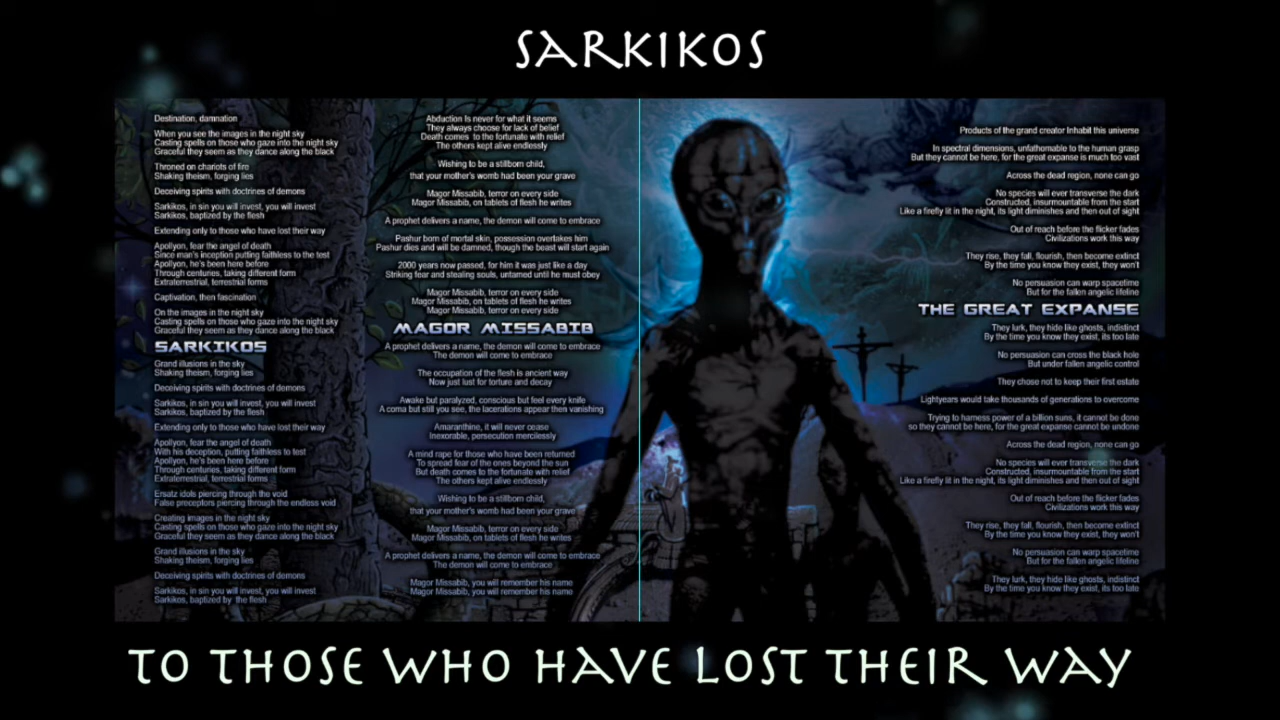 SARKIKOS
Destination, damnation
When you see the images in the night sky
Casting spells on those who gaze into the night sky
Graceful they seem as they dance along the black
Throned on chariots of fire
Shaking theism, forging lies
Deceiving spirits with doctrines of demons
Sarkikos, in sin you will invest, you will invest
Sarkikos, baptized by the flesh
Extending only to those who have lost their way
Apollyon, fear the angel of death
Since man's inception putting faithless to the test
Apollyon, he's been here before
Through centuries, taking different form
Extraterrestrial, terrestrial forms
Captivation, then fascination
On the images in the night sky
Casting spells on those who gaze into the night sky
Graceful they seem as they dance along the black
SARKIKOS
Grand illusions in the sky
Shaking theism, forging lies
Deceiving spirits with doctrines of demons
Sarkikos, in sin you will invest, you will invest
Sarkikos, baptized by the flesh
Extending only to those who have lost their way
Apollyon, fear the angel of death
With his deception, putting faithless to test
Apollyon, he's been here before
Through centuries, taking different form
Extraterrestrial, terrestrial forms
Ersatz idols piercing through the void
False preceptors piercing through the endless void
Creating images in the night sky
Casting spells on those who gaze into the night sky
Graceful they seem as they dance along the black
Grand illusions in the sky
Shaking theism, forging lies
Deceiving spirits with doctrines of demons
Sarkikos, in sin you will invest, you will invest
Sarkikos, baptized by the flesh
Abduction Is never for what it seems
They always choose for lack of belief
Death comes to the fortunate with relief
The others kept alive endlessly
Wishing to be a stillborn child,
that your mother's womb had been your grave
Magor Missabib, terror on every side
Magor Missabib, on tablets of flesh he writes
A prophet delivers a name, the demon will come to embrace
Pashur born of mortal skin, possession overtakes him
Pashur dies and will be damned, though the beast will start again
2000 years now passed, for him it was just like a day
Striking fear and stealing souls, untamed until he must obey
Magor Missabib, terror on every side
Magor Missabib, on tablets of flesh he writes
Magor Missabib, terror on every side
MAGOR MISSABIB
A prophet delivers a name, the demon will come to embrace
The demon will come to embrace
The occupation of the flesh is ancient way
Now just lust for torture and decay
Awake but paralyzed, conscious but feel every knife
A coma but still you see, the lacerations appear then vanishing
Amaranthine, it will never cease
Inexorable, persecution mercilessly
A mind rape for those who have been returned
To spread fear of the ones beyond the sun
But death comes to the fortunate with relief
The others kept alive endlessly
Wishing to be a stillborn child,
that your mother's womb had been your grave
Magor Missabib, terror on every side
Magor Missabib, on tablets of flesh he writes
A prophet delivers a name, the demon will come to embrace
The demon will come to embrace
Magor Missabib, you will remember his name
Magor Missabib, you will remember his name
Products of the grand creator Inhabit this universe
In spectral dimensions, unfathomable to the human grasp
But they cannot be here, for the great expanse is much too vast
Across the dead region, none can go
No species will ever transverse the dark
Constructed, insurmountable from the start
Like a firefly lit in the night, its light diminishes and then out of sight
Out of reach before the flicker fades
Civilizations work this way
They rise, they fall, flourish, then become extinct
By the time you know they exist, they won't
No persuasion can warp spacetime
But for the fallen angelic lifeline
THE GREAT EXPANSE
They lurk, they hide like ghosts, indistinct
By the time you know they exist, its too late
No persuasion can cross the black hole
But under fallen angelic control
They chose not to keep their first estate
Lightyears would take thousands of generations to overcome
Trying to harness power of a billion suns, it cannot be done
so they cannot be here, for the great expanse cannot be undone
Across the dead region, none can go
No species will ever transverse the dark
Constructed, insurmountable from the start
Like a firefly lit in the night, its light diminishes and then out of sight
Out of reach before the flicker fades
Civilizations work this way
They rise, they fall, flourish, then become extinct
By the time you know they exist, they won't
No persuasion can warp spacetime
But for the fallen angelic lifeline
They lurk, they hide like ghosts, indistinct
By the time you know they exist, its too late
TO THOSE WHO HAVE LOST THEIR WAY